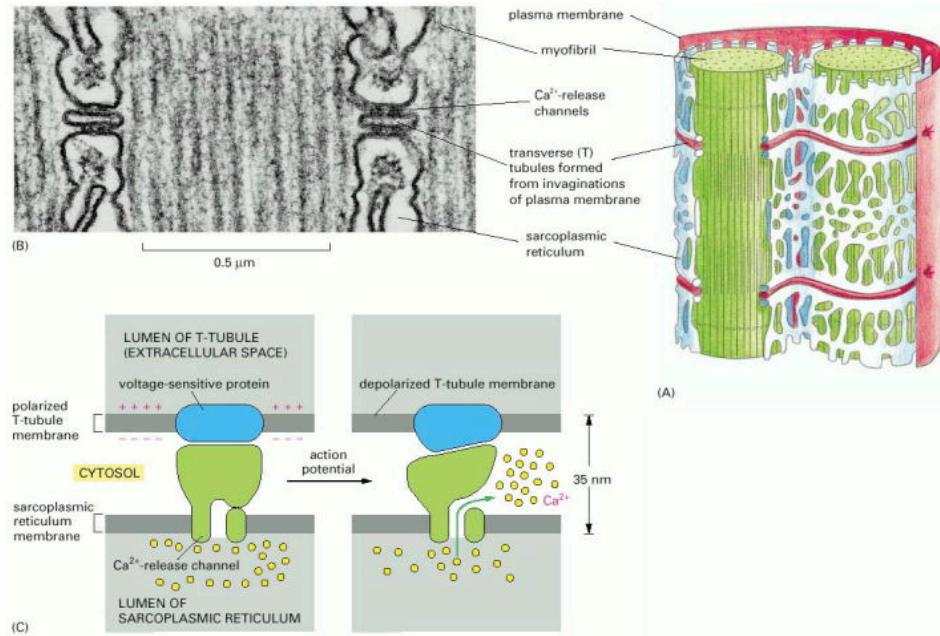 plasma membrane
myofibril
Ca²⁺-release
channels
transverse (T)
tubules formed
from invaginations
of plasma membrane
sarcoplasmic
reticulum
(B)
0.5 μm
(A)
LUMEN OF T-TUBULE
(EXTRACELLULAR SPACE)
voltage-sensitive protein
depolarized T-tubule membrane
polarized
T-tubule
membrane
+ + + +
+ + +
– – – –
– – – –
CYTOSOL
action
potential
35 nm
Ca²⁺
sarcoplasmic
reticulum
membrane
Ca²⁺-release channel
LUMEN OF
SARCOPLASMIC RETICULUM
(C)